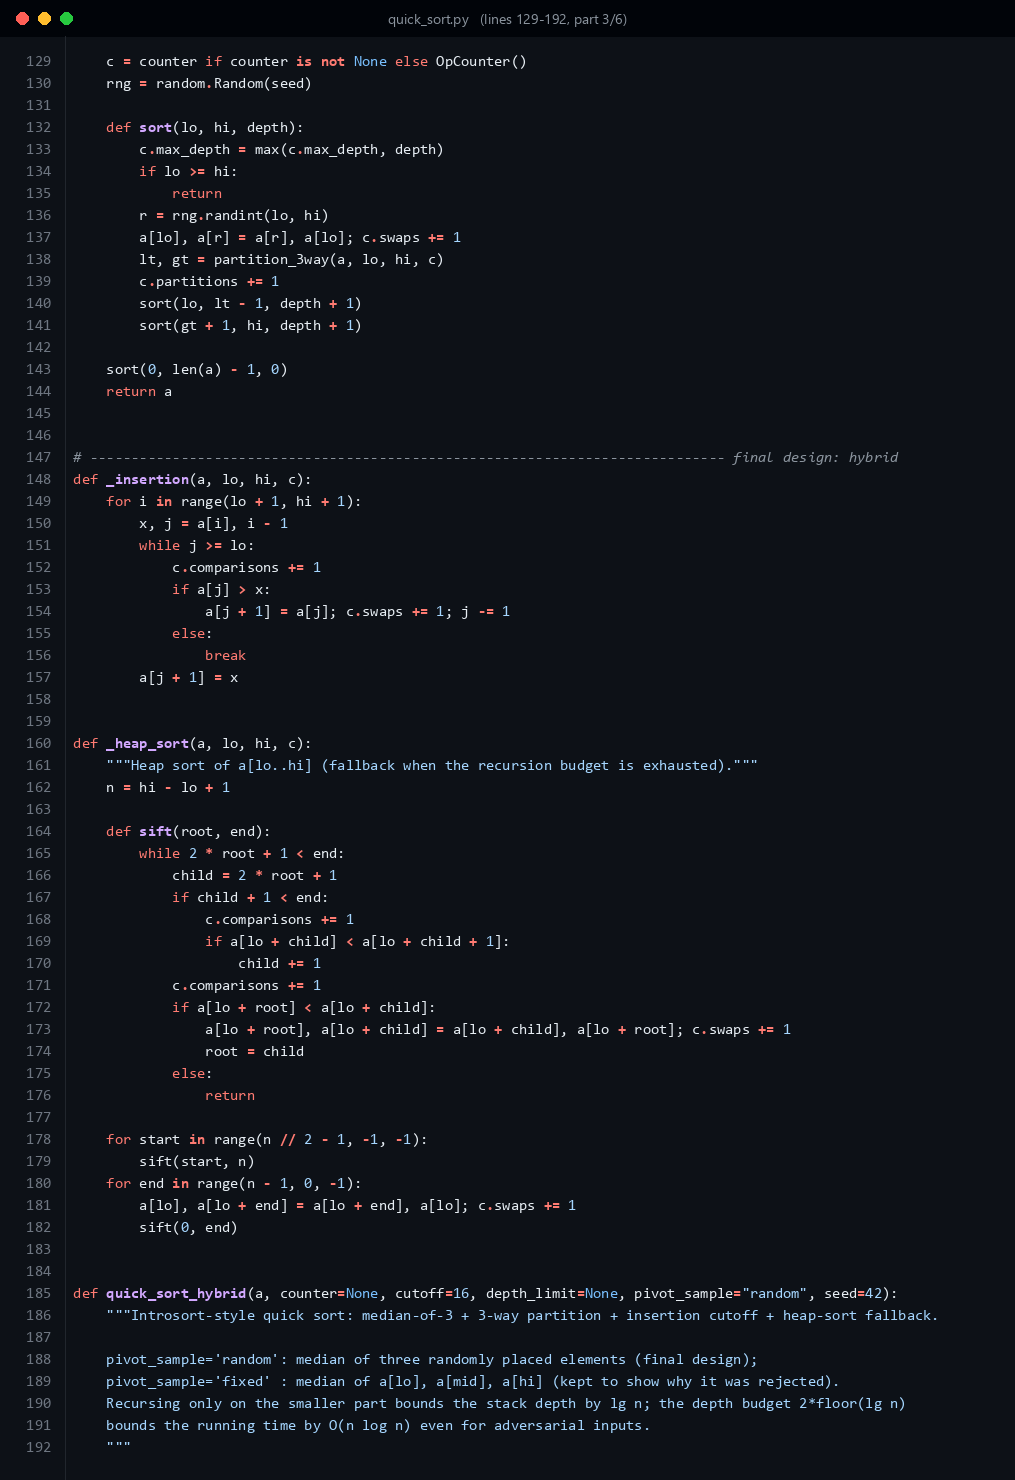 quick_sort.py (lines 129-192, part 3/6)
129     c = counter if counter is not None else OpCounter()
130     rng = random.Random(seed)
131
132     def sort(lo, hi, depth):
133         c.max_depth = max(c.max_depth, depth)
134         if lo >= hi:
135             return
136         r = rng.randint(lo, hi)
137         a[lo], a[r] = a[r], a[lo]; c.swaps += 1
138         lt, gt = partition_3way(a, lo, hi, c)
139         c.partitions += 1
140         sort(lo, lt - 1, depth + 1)
141         sort(gt + 1, hi, depth + 1)
142
143     sort(0, len(a) - 1, 0)
144     return a
145
146
147 # ----------------------------------------------------------------------------- final design: hybrid
148 def _insertion(a, lo, hi, c):
149     for i in range(lo + 1, hi + 1):
150         x, j = a[i], i - 1
151         while j >= lo:
152             c.comparisons += 1
153             if a[j] > x:
154                 a[j + 1] = a[j]; c.swaps += 1; j -= 1
155             else:
156                 break
157         a[j + 1] = x
158
159
160 def _heap_sort(a, lo, hi, c):
161     """Heap sort of a[lo..hi] (fallback when the recursion budget is exhausted)."""
162     n = hi - lo + 1
163
164     def sift(root, end):
165         while 2 * root + 1 < end:
166             child = 2 * root + 1
167             if child + 1 < end:
168                 c.comparisons += 1
169                 if a[lo + child] < a[lo + child + 1]:
170                     child += 1
171             c.comparisons += 1
172             if a[lo + root] < a[lo + child]:
173                 a[lo + root], a[lo + child] = a[lo + child], a[lo + root]; c.swaps += 1
174                 root = child
175             else:
176                 return
177
178     for start in range(n // 2 - 1, -1, -1):
179         sift(start, n)
180     for end in range(n - 1, 0, -1):
181         a[lo], a[lo + end] = a[lo + end], a[lo]; c.swaps += 1
182         sift(0, end)
183
184
185 def quick_sort_hybrid(a, counter=None, cutoff=16, depth_limit=None, pivot_sample="random", seed=42):
186     """Introsort-style quick sort: median-of-3 + 3-way partition + insertion cutoff + heap-sort fallback.
187
188     pivot_sample='random': median of three randomly placed elements (final design);
189     pivot_sample='fixed' : median of a[lo], a[mid], a[hi] (kept to show why it was rejected).
190     Recursing only on the smaller part bounds the stack depth by lg n; the depth budget 2*floor(lg n)
191     bounds the running time by O(n log n) even for adversarial inputs.
192     """